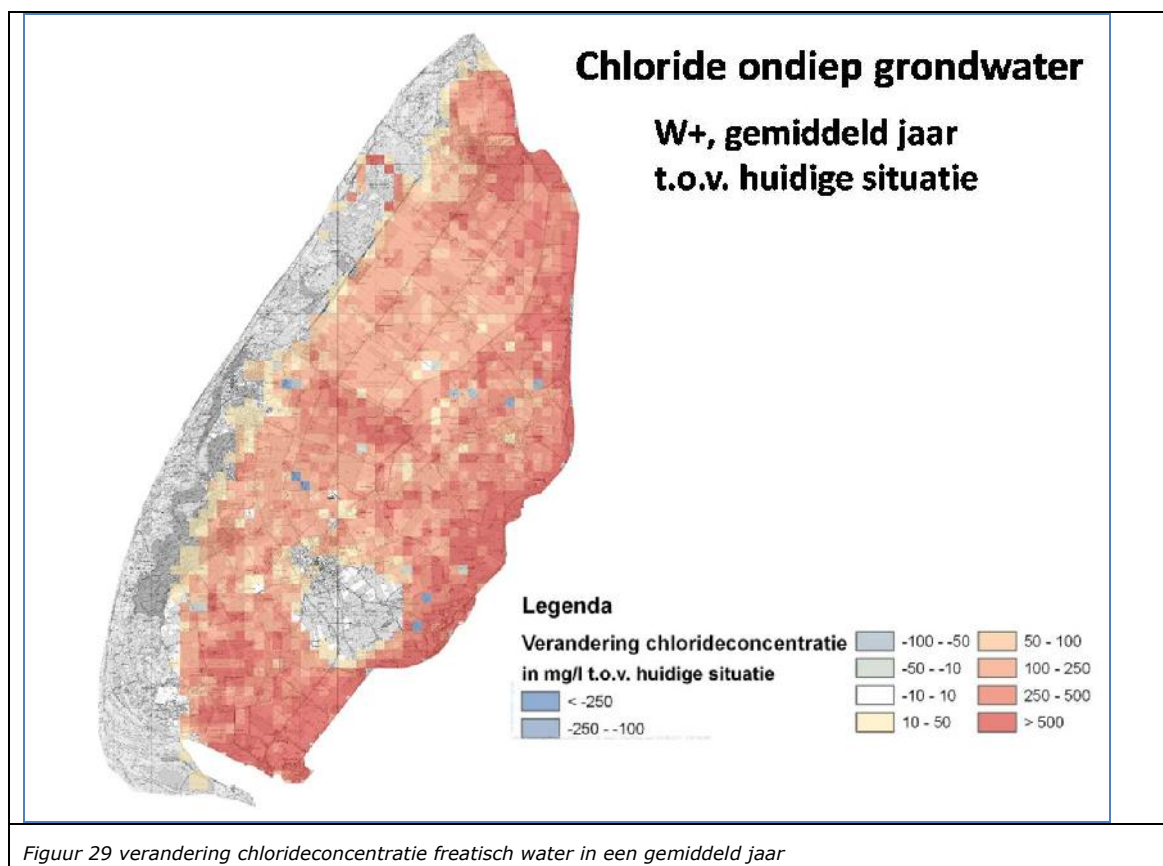 Chloride ondiep grondwater
W+, gemiddeld jaar
t.o.v. huidige situatie
Legenda
Verandering chlorideconcentratie
in mg/l t.o.v. huidige situatie
< -250
-250 - -100
-100 - -50
-50 - -10
-10 - 10
10 - 50
50 - 100
100 - 250
250 - 500
> 500
Figuur 29 verandering chlorideconcentratie freatisch water in een gemiddeld jaar